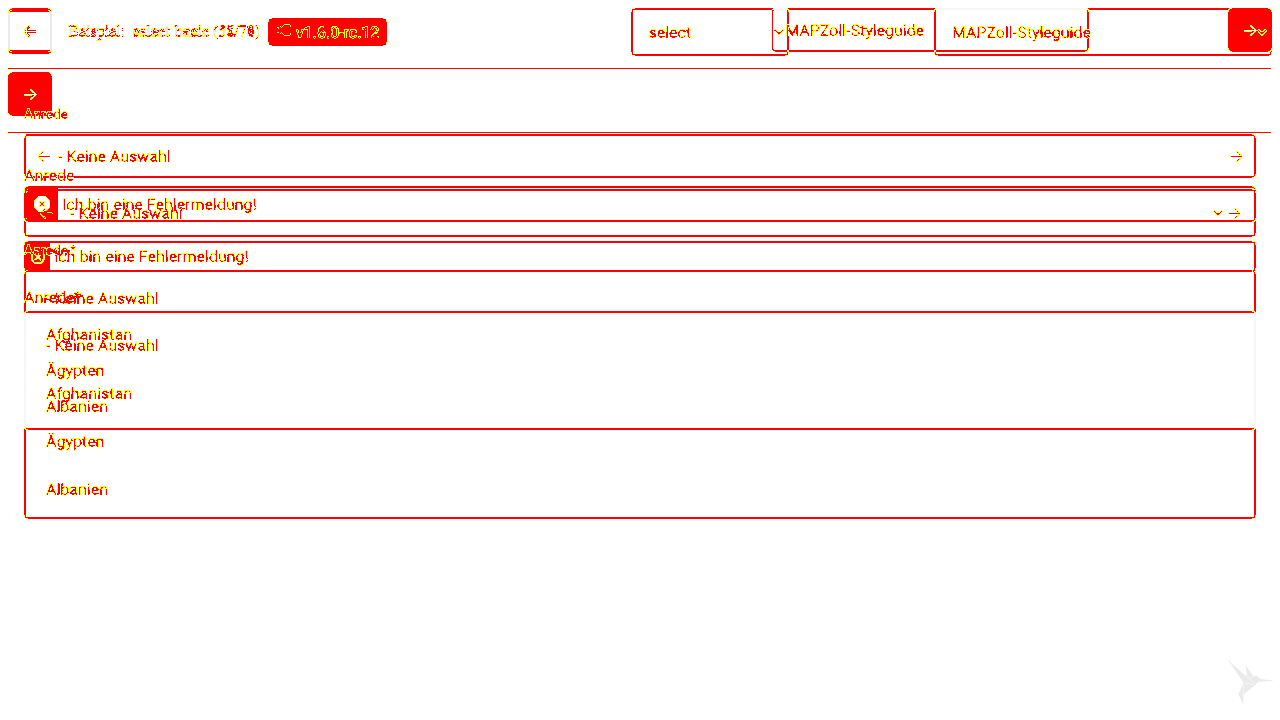 Beispiel: select basic
v1.6.0-rc.12
select
MAPZoll-Styleguide
MAPZoll-Styleguide
Anrede
- Keine Auswahl
Anrede
Ich bin eine Fehlermeldung!
- Keine Auswahl
Anrede*
Ich bin eine Fehlermeldung!
Anrede*
- Keine Auswahl
Afghanistan
- Keine Auswahl
Ägypten
Afghanistan
Albanien
Ägypten
Albanien